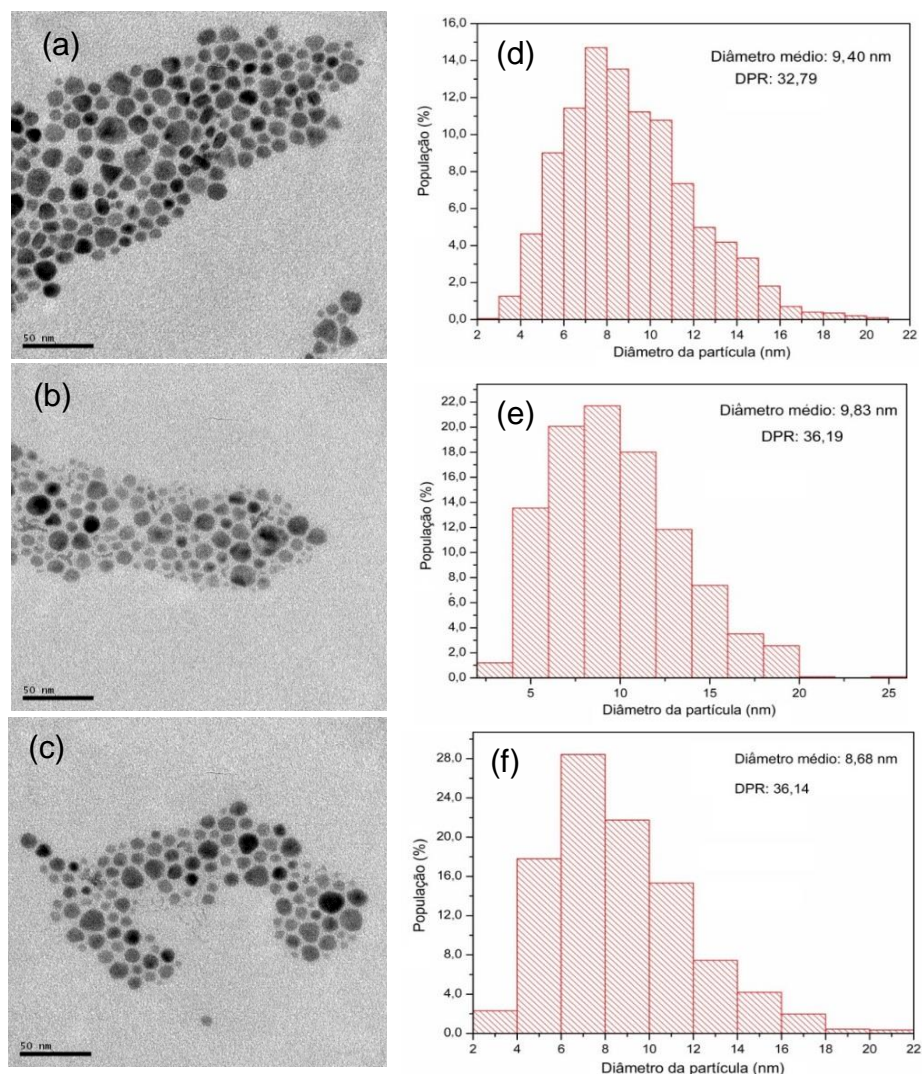 (a)
50 nm
(d)
Diâmetro médio: 9,40 nm
DPR: 32,79
População (%)
16,0
14,0
12,0
10,0
8,0
6,0
4,0
2,0
0,0
2 4 6 8 10 12 14 16 18 20 22
Diâmetro da partícula (nm)
(b)
50 nm
(e)
Diâmetro médio: 9,83 nm
DPR: 36,19
População (%)
22,0
20,0
18,0
16,0
14,0
12,0
10,0
8,0
6,0
4,0
2,0
0,0
5 10 15 20 25
Diâmetro da partícula (nm)
(c)
50 nm
(f)
Diâmetro médio: 8,68 nm
DPR: 36,14
População (%)
28,0
24,0
20,0
16,0
12,0
8,0
4,0
0,0
2 4 6 8 10 12 14 16 18 20 22
Diâmetro da partícula (nm)